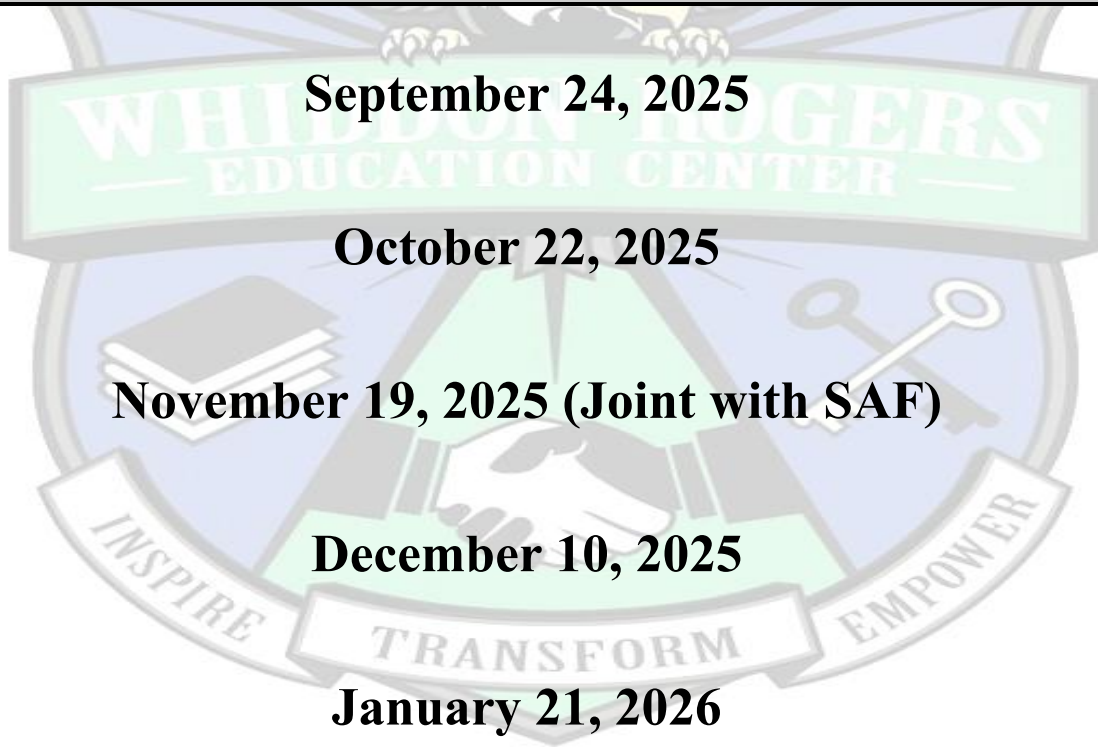 September 24, 2025
WHIDDON ROGERS
EDUCATION CENTER
October 22, 2025
November 19, 2025 (Joint with SAF)
December 10, 2025
INSPIRE
TRANSFORM
EMPOWER
January 21, 2026